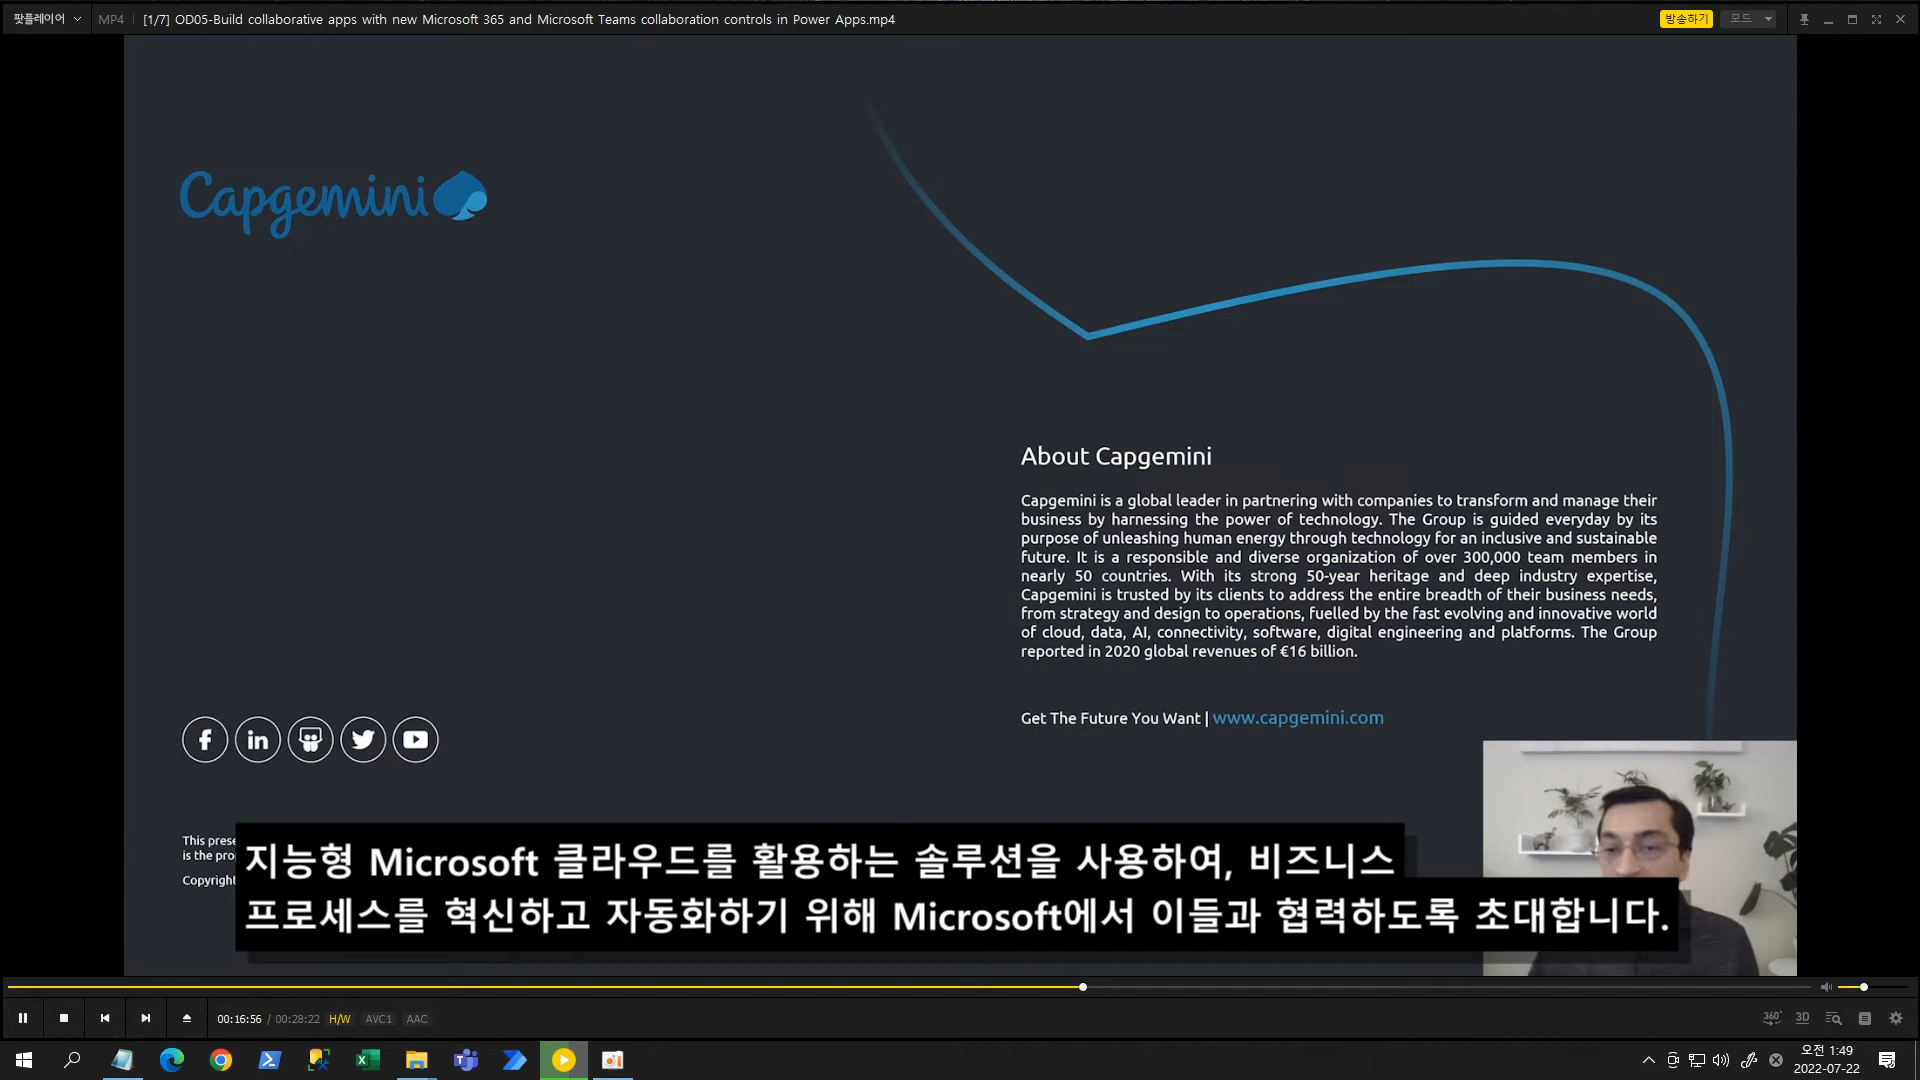 팟플레이어
MP4
[1/7] OD05-Build collaborative apps with new Microsoft 365 and Microsoft Teams collaboration controls in Power Apps.mp4
방송하기
모드
Capgemini
About Capgemini
Capgemini is a global leader in partnering with companies to transform and manage their
business by harnessing the power of technology. The Group is guided everyday by its
purpose of unleashing human energy through technology for an inclusive and sustainable
future. It is a responsible and diverse organization of over 300,000 team members in
nearly 50 countries. With its strong 50-year heritage and deep industry expertise,
Capgemini is trusted by its clients to address the entire breadth of their business needs,
from strategy and design to operations, fuelled by the fast evolving and innovative world
of cloud, data, AI, connectivity, software, digital engineering and platforms. The Group
reported in 2020 global revenues of €16 billion.
Get The Future You Want | www.capgemini.com
This prese
is the pro
Copyright
지능형 Microsoft 클라우드를 활용하는 솔루션을 사용하여, 비즈니스
프로세스를 혁신하고 자동화하기 위해 Microsoft에서 이들과 협력하도록 초대합니다.
00:16:56 / 00:28:22 H/W AVC1 AAC
360° 3D
오전 1:49
2022-07-22